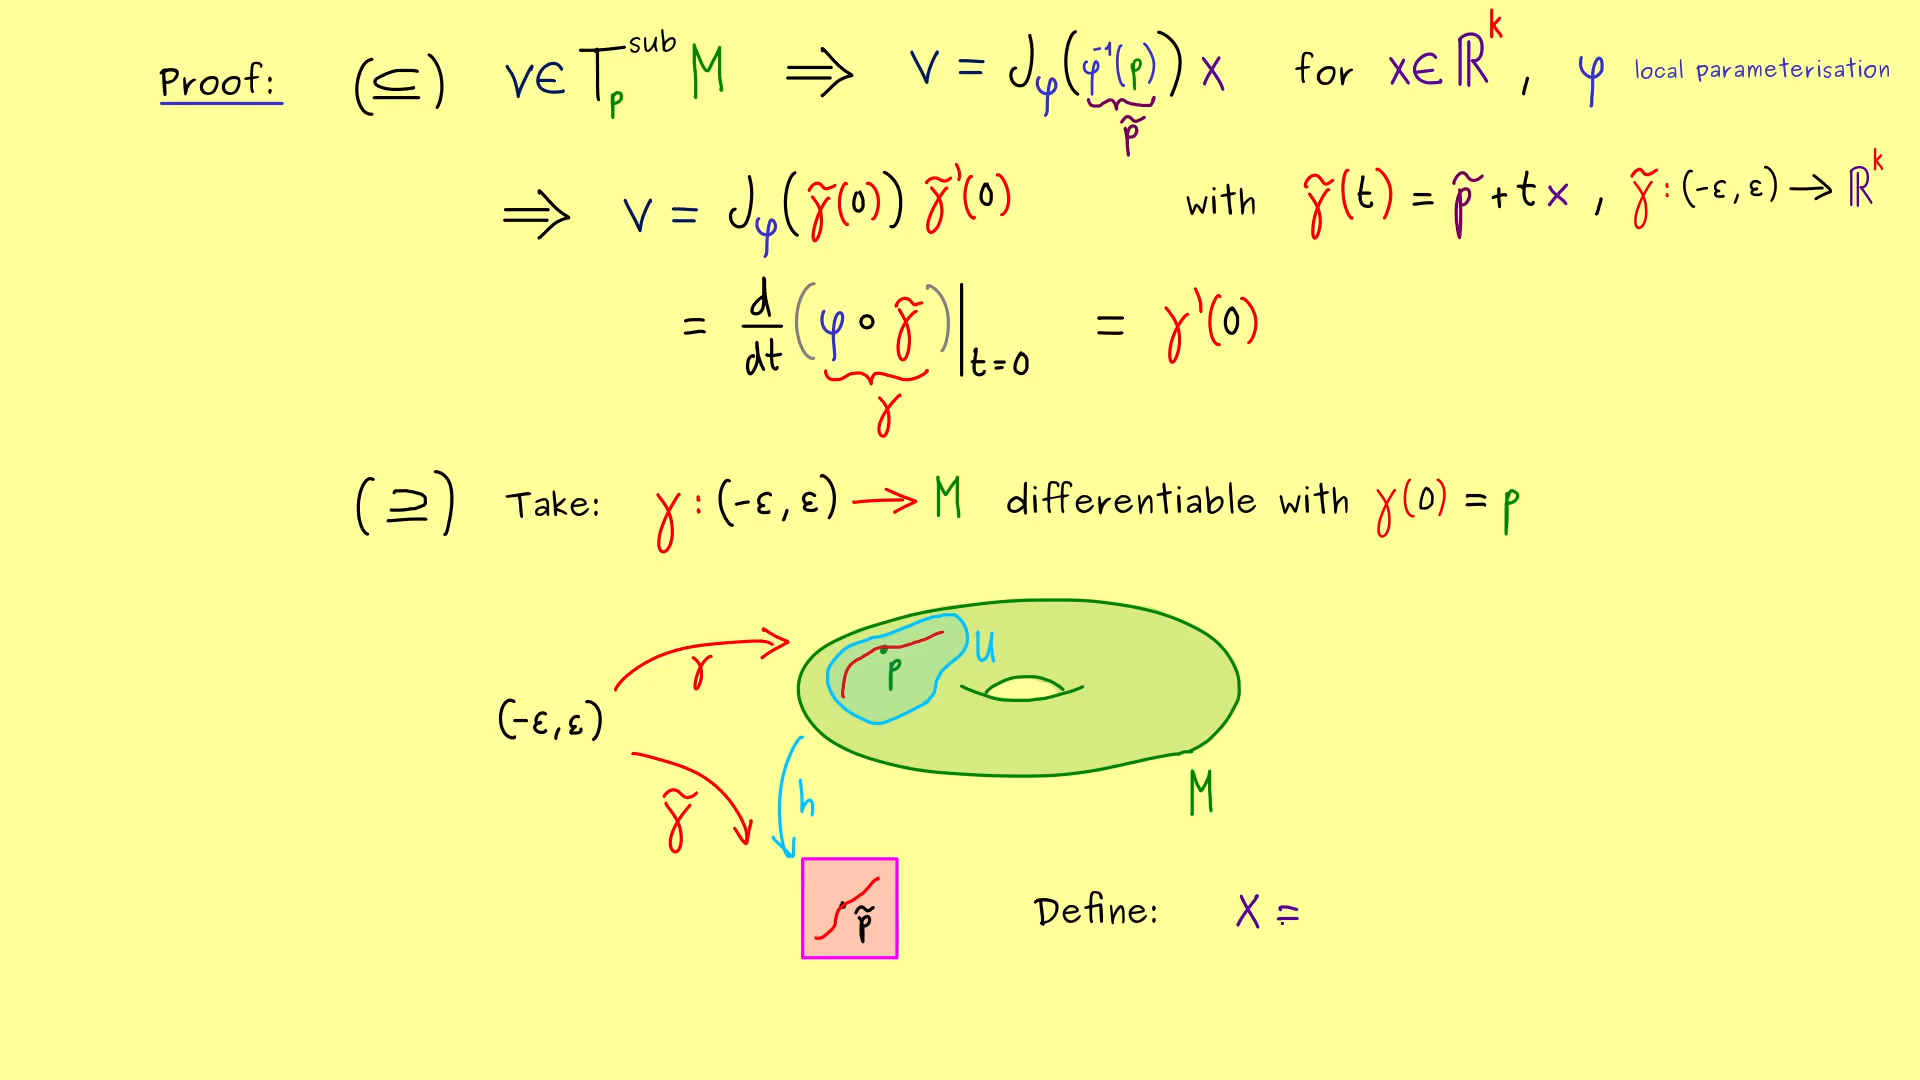 Proof: (⊆) v∈T_p^sub M ⟹ v = J_φ(φ⁻¹(p)) x for x∈ℝ^k , φ local parameterisation
p̃
⟹ v = J_φ(γ̃(0)) γ̃'(0) with γ̃(t) = p̃ + t x , γ̃ : (-ε, ε) → ℝ^k
= d/dt (φ ∘ γ̃)|_{t=0} = γ'(0)
γ
(⊇) Take: γ : (-ε, ε) → M differentiable with γ(0) = p
γ
p
U
(-ε, ε)
γ̃
h
M
p̃
Define: x =